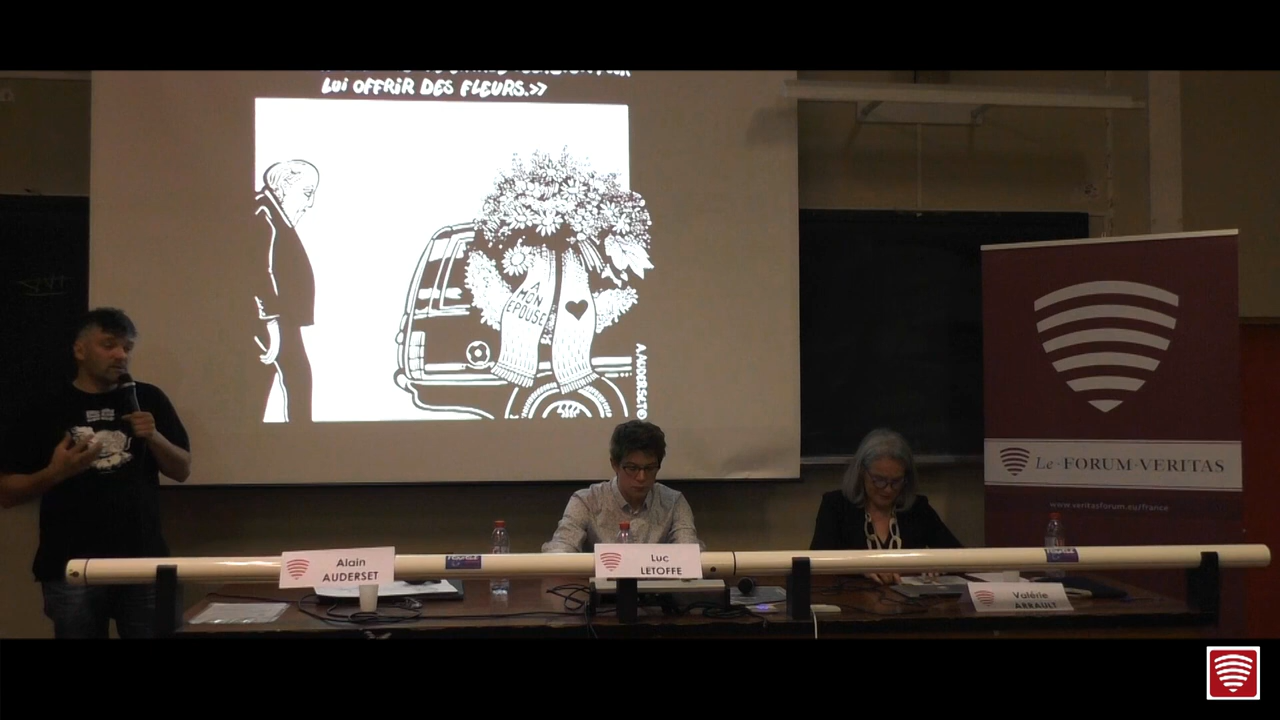 LUI OFFRIR DES FLEURS.>>
A
MON
EPOUSE
A.AUDERSET©
Le·FORUM·VERITAS
www.veritasforum.eu/france
Alain
AUDERSET
Luc
LETOFFE
Valérie
ARRAULT